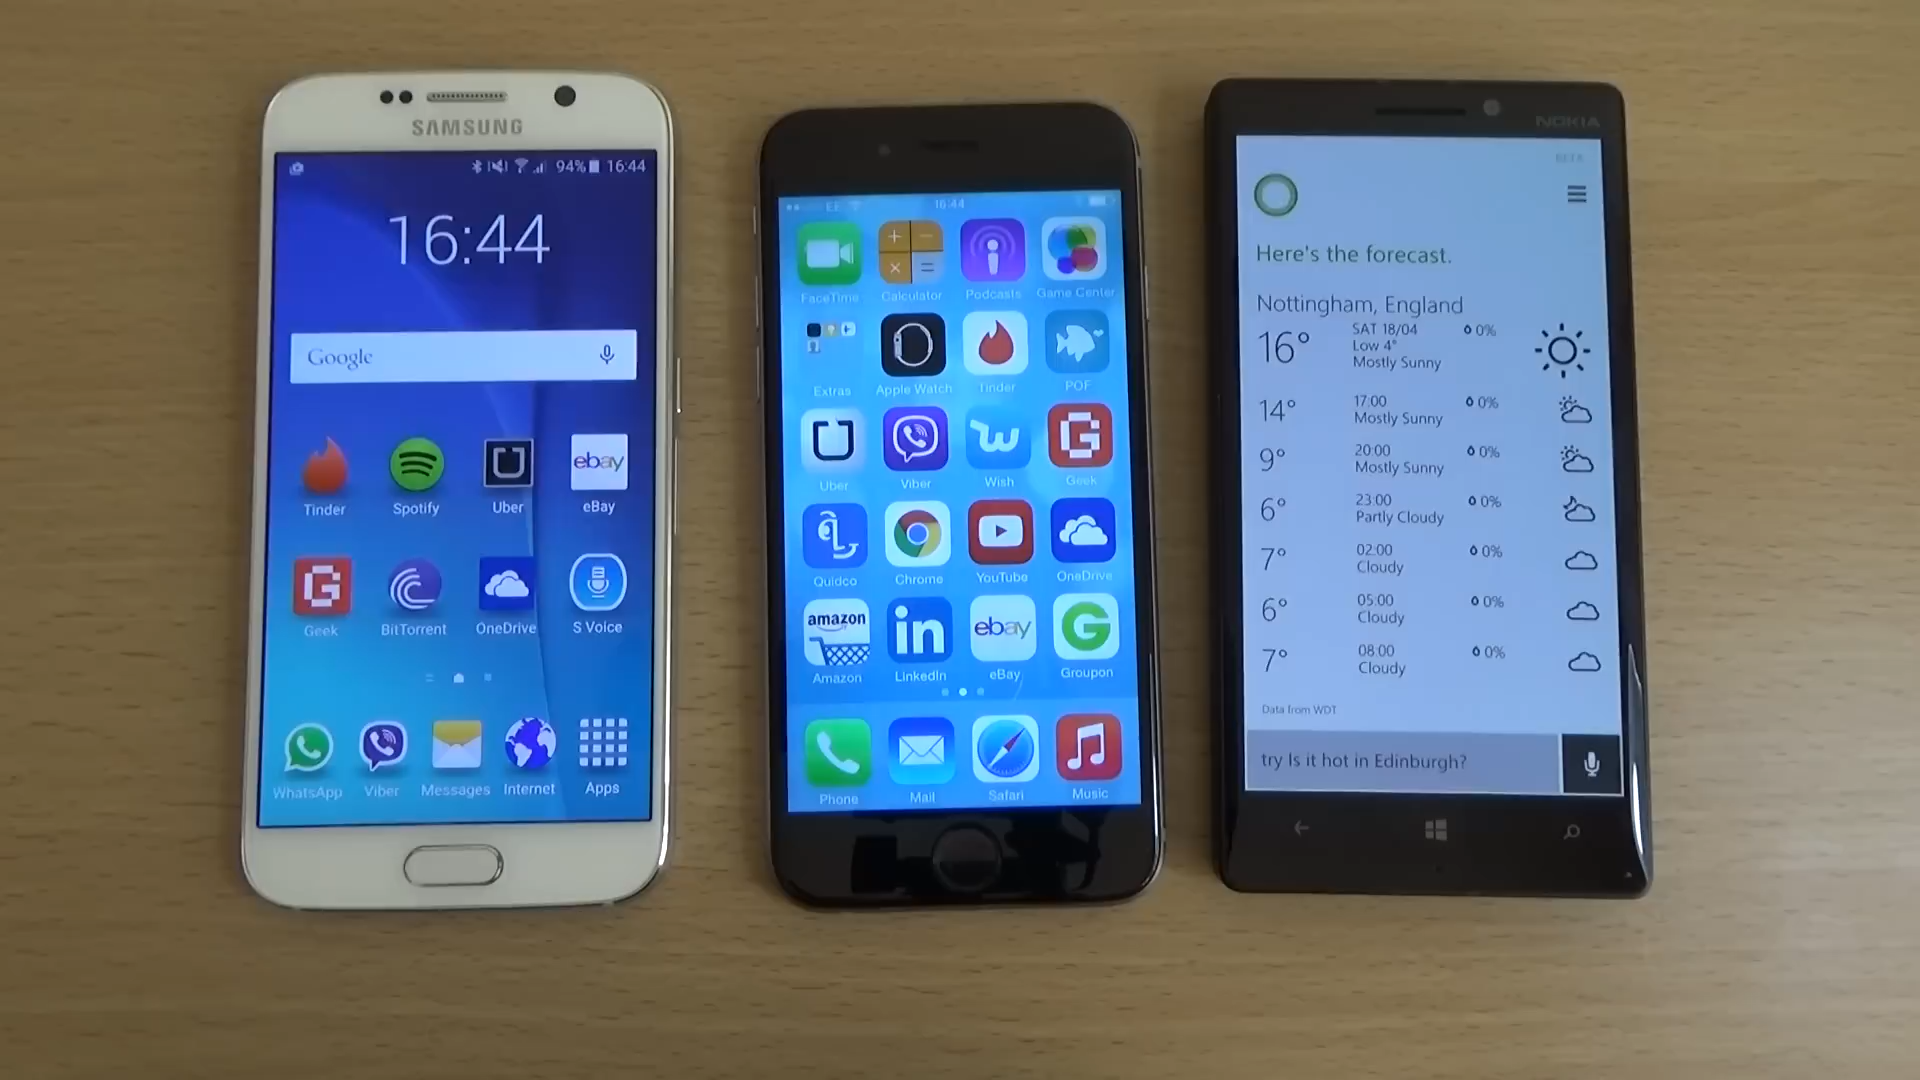 SAMSUNG
94% 16:44
16:44
Google
Tinder Spotify Uber eBay
Geek BitTorrent OneDrive S Voice
WhatsApp Viber Messages Internet Apps
EE 16:44
FaceTime Calculator Podcasts Game Center
Extras Apple Watch Tinder POF
Uber Viber Wish Geek
Quidco Chrome YouTube OneDrive
amazon in ebay G
Amazon LinkedIn eBay Groupon
Phone Mail Safari Music
NOKIA
BETA
Here's the forecast.
Nottingham, England
16° SAT 18/04 0%
Low 4°
Mostly Sunny
14° 17:00 0%
Mostly Sunny
9° 20:00 0%
Mostly Sunny
6° 23:00 0%
Partly Cloudy
7° 02:00 0%
Cloudy
6° 05:00 0%
Cloudy
7° 08:00 0%
Cloudy
Data from WDT
try Is it hot in Edinburgh?